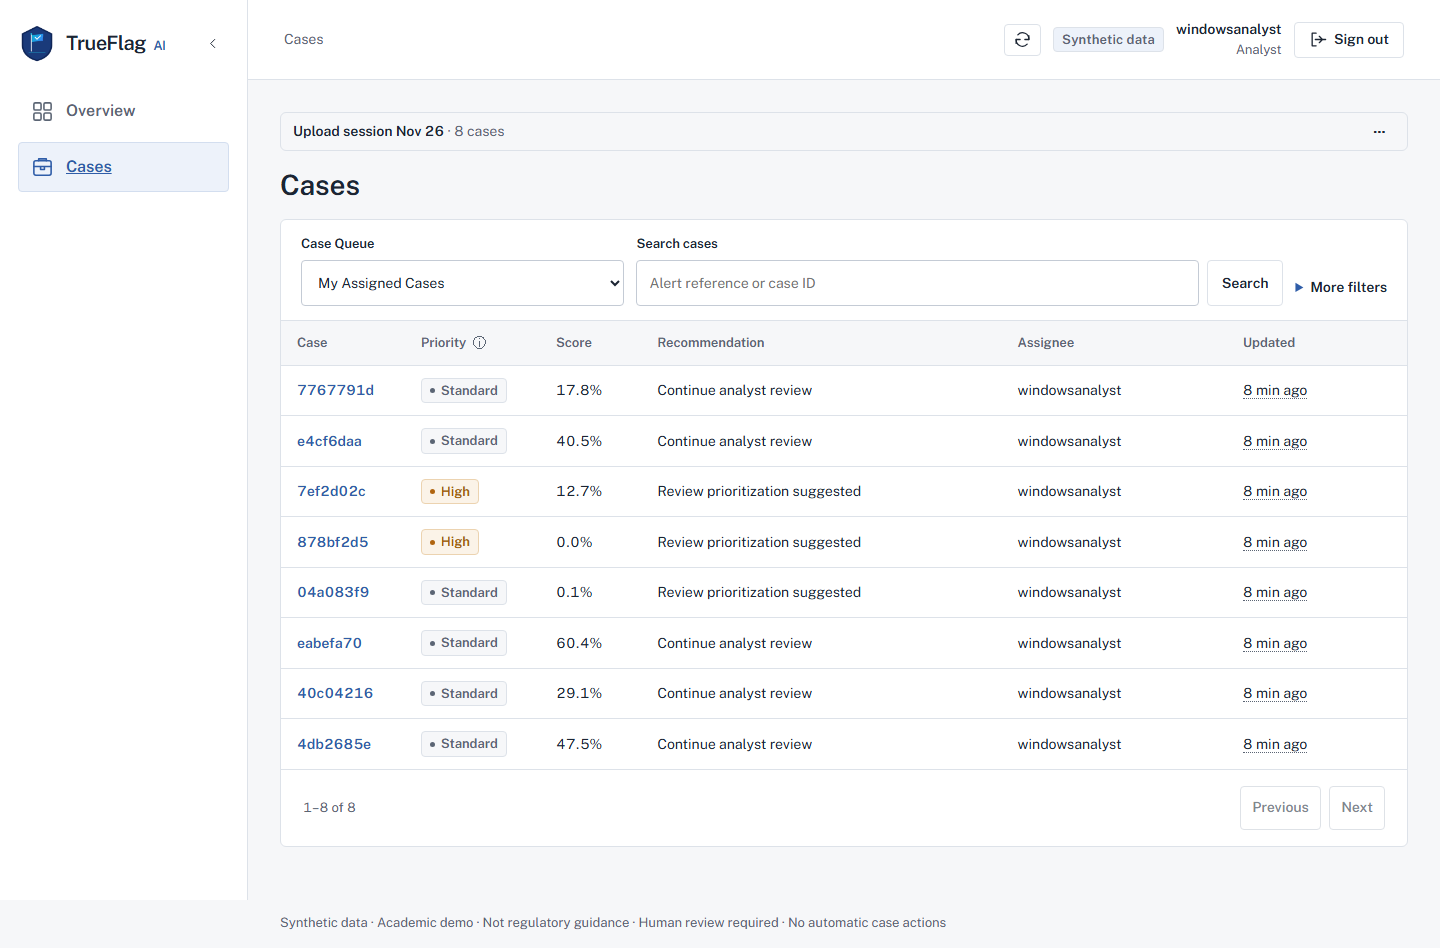 TrueFlag AI
Overview
Cases
Cases
Synthetic data
windowsanalyst
Analyst
Sign out
Upload session Nov 26 · 8 cases
Cases
Case Queue
Search cases
My Assigned Cases
Alert reference or case ID
Search
More filters
Case Priority Score Recommendation Assignee Updated
7767791d Standard 17.8% Continue analyst review windowsanalyst 8 min ago
e4cf6daa Standard 40.5% Continue analyst review windowsanalyst 8 min ago
7ef2d02c High 12.7% Review prioritization suggested windowsanalyst 8 min ago
878bf2d5 High 0.0% Review prioritization suggested windowsanalyst 8 min ago
04a083f9 Standard 0.1% Review prioritization suggested windowsanalyst 8 min ago
eabefa70 Standard 60.4% Continue analyst review windowsanalyst 8 min ago
40c04216 Standard 29.1% Continue analyst review windowsanalyst 8 min ago
4db2685e Standard 47.5% Continue analyst review windowsanalyst 8 min ago
1–8 of 8
Previous
Next
Synthetic data · Academic demo · Not regulatory guidance · Human review required · No automatic case actions